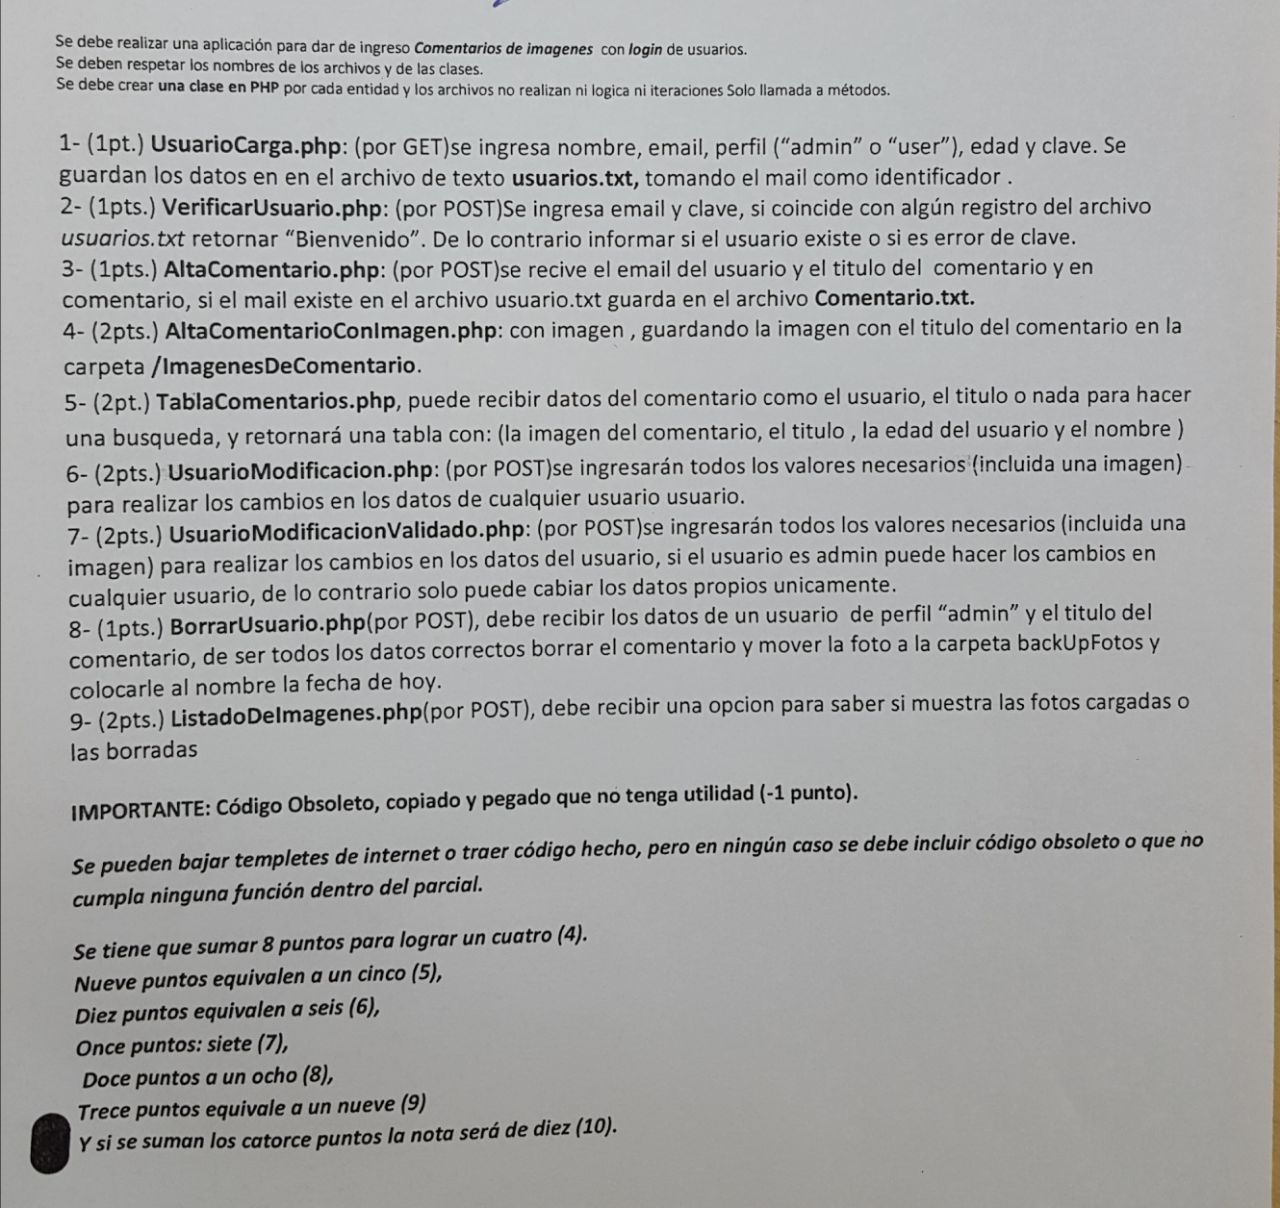 Se debe realizar una aplicación para dar de ingreso Comentarios de imagenes con login de usuarios.
Se deben respetar los nombres de los archivos y de las clases.
Se debe crear una clase en PHP por cada entidad y los archivos no realizan ni logica ni iteraciones Solo llamada a métodos.
1- (1pt.) UsuarioCarga.php: (por GET)se ingresa nombre, email, perfil (“admin” o “user”), edad y clave. Se
guardan los datos en en el archivo de texto usuarios.txt, tomando el mail como identificador .
2- (1pts.) VerificarUsuario.php: (por POST)Se ingresa email y clave, si coincide con algún registro del archivo
usuarios.txt retornar “Bienvenido”. De lo contrario informar si el usuario existe o si es error de clave.
3- (1pts.) AltaComentario.php: (por POST)se recive el email del usuario y el titulo del comentario y en
comentario, si el mail existe en el archivo usuario.txt guarda en el archivo Comentario.txt.
4- (2pts.) AltaComentarioConImagen.php: con imagen , guardando la imagen con el titulo del comentario en la
carpeta /ImagenesDeComentario.
5- (2pt.) TablaComentarios.php, puede recibir datos del comentario como el usuario, el titulo o nada para hacer
una busqueda, y retornará una tabla con: (la imagen del comentario, el titulo , la edad del usuario y el nombre )
6- (2pts.) UsuarioModificacion.php: (por POST)se ingresarán todos los valores necesarios (incluida una imagen)
para realizar los cambios en los datos de cualquier usuario usuario.
7- (2pts.) UsuarioModificacionValidado.php: (por POST)se ingresarán todos los valores necesarios (incluida una
imagen) para realizar los cambios en los datos del usuario, si el usuario es admin puede hacer los cambios en
cualquier usuario, de lo contrario solo puede cabiar los datos propios unicamente.
8- (1pts.) BorrarUsuario.php(por POST), debe recibir los datos de un usuario de perfil “admin” y el titulo del
comentario, de ser todos los datos correctos borrar el comentario y mover la foto a la carpeta backUpFotos y
colocarle al nombre la fecha de hoy.
9- (2pts.) ListadoDeImagenes.php(por POST), debe recibir una opcion para saber si muestra las fotos cargadas o
las borradas
IMPORTANTE: Código Obsoleto, copiado y pegado que no tenga utilidad (-1 punto).
Se pueden bajar templetes de internet o traer código hecho, pero en ningún caso se debe incluir código obsoleto o que no
cumpla ninguna función dentro del parcial.
Se tiene que sumar 8 puntos para lograr un cuatro (4).
Nueve puntos equivalen a un cinco (5),
Diez puntos equivalen a seis (6),
Once puntos: siete (7),
Doce puntos a un ocho (8),
Trece puntos equivale a un nueve (9)
Y si se suman los catorce puntos la nota será de diez (10).